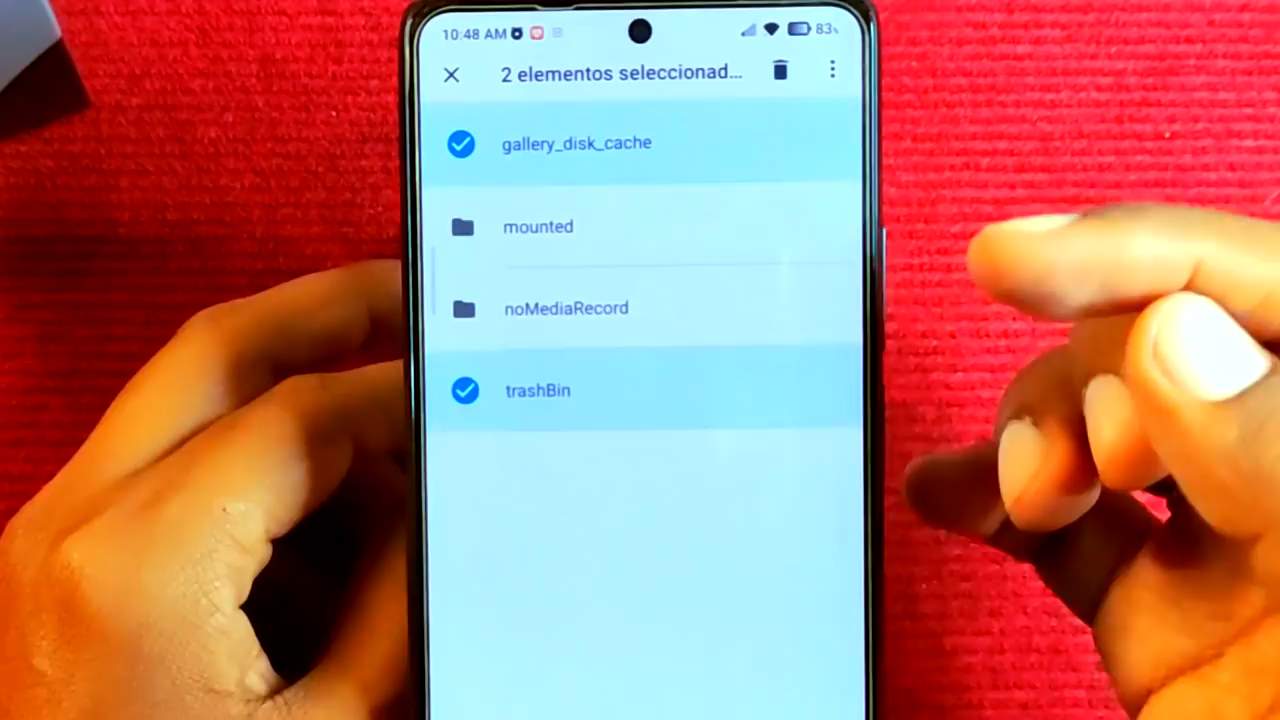 10:48 AM 83%
2 elementos seleccionad...
gallery_disk_cache
mounted
noMediaRecord
trashBin